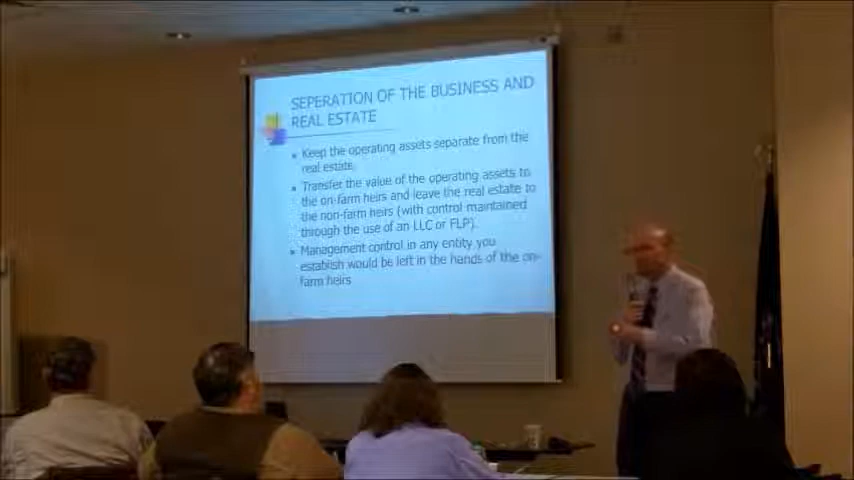 SEPERATION OF THE BUSINESS AND
REAL ESTATE
Keep the operating assets separate from the
real estate.
Transfer the value of the operating assets to
the on-farm heirs and leave the real estate to
the non-farm heirs (with control maintained
through the use of an LLC or FLP).
Management control in any entity you
establish would be left in the hands of the on-
farm heirs